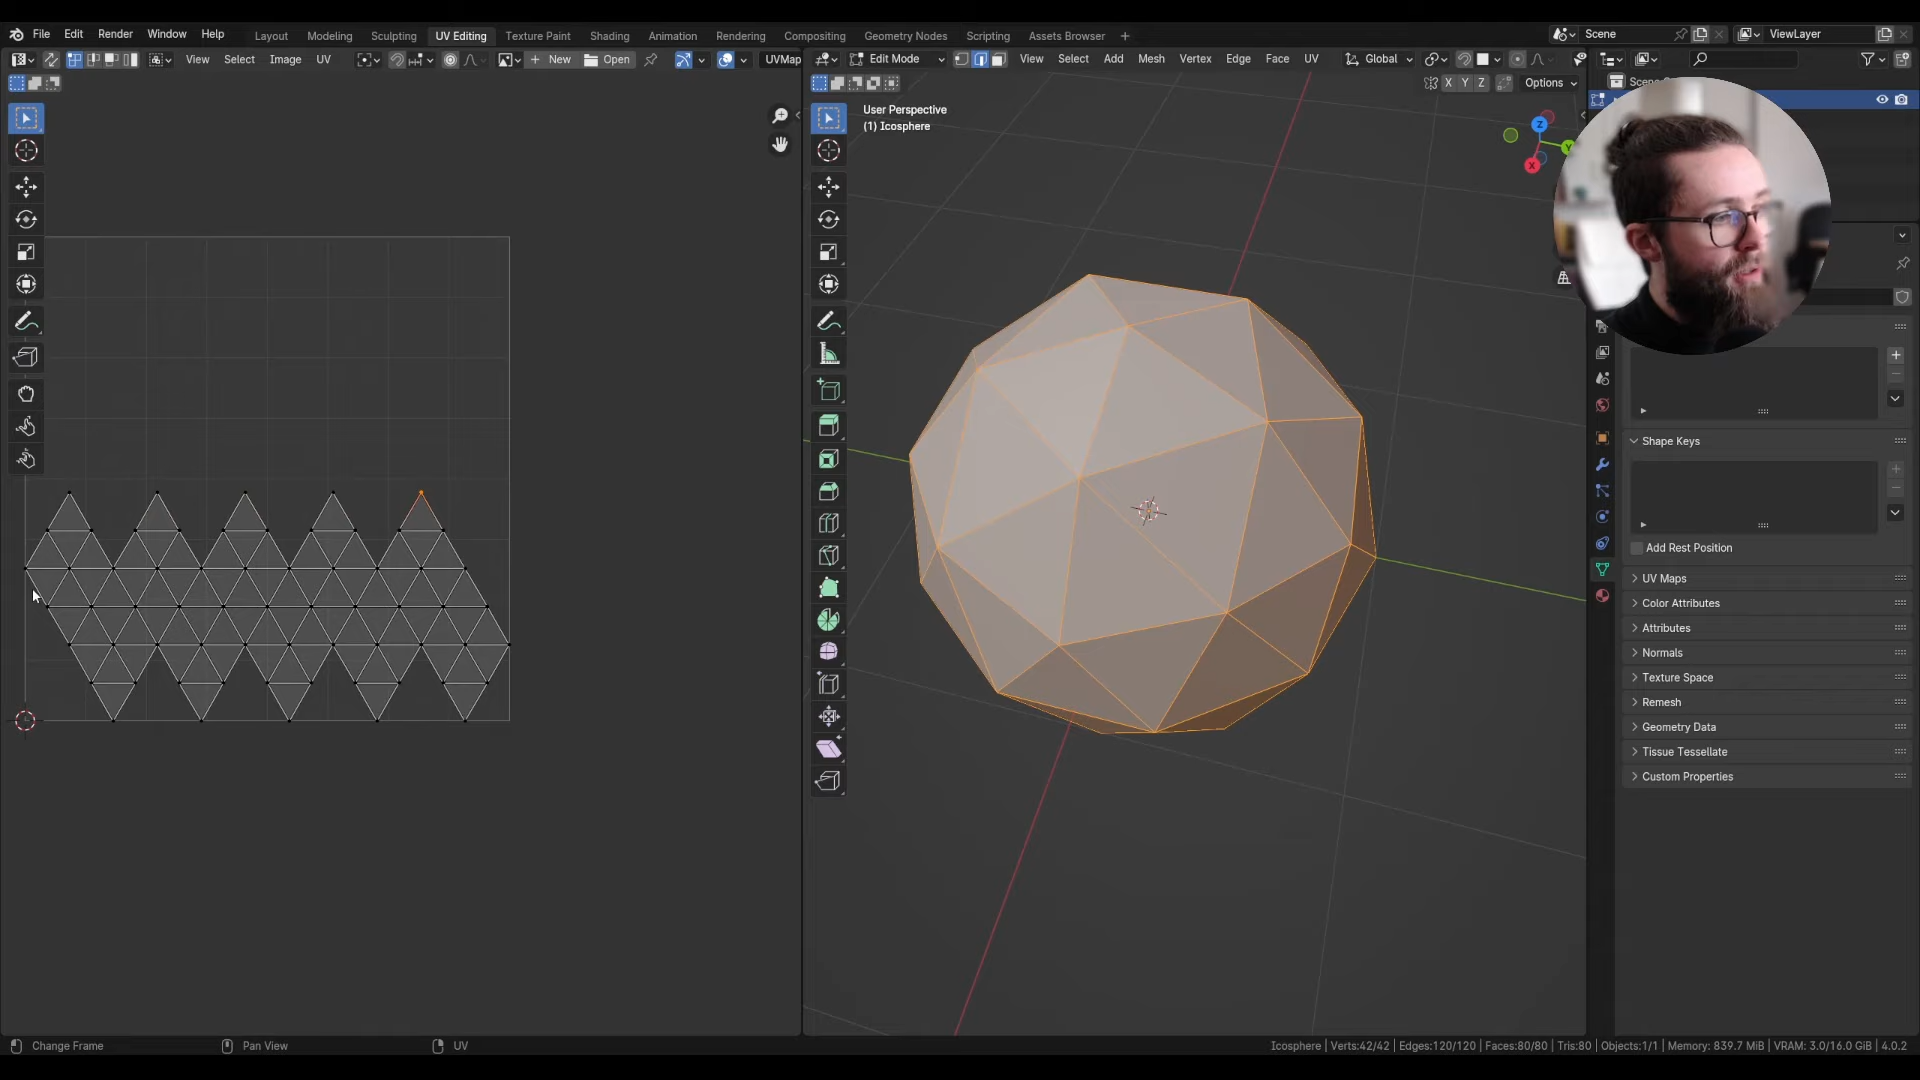 File Edit Render Window Help Layout Modeling Sculpting UV Editing Texture Paint Shading Animation Rendering Compositing Geometry Nodes Scripting Assets Browser + Scene ViewLayer
View Select Image UV New Open UVMap Edit Mode View Select Add Mesh Vertex Edge Face UV Global
X Y Z Options
User Perspective
(1) Icosphere
Z
Y
X
Shape Keys
Add Rest Position
UV Maps
Color Attributes
Attributes
Normals
Texture Space
Remesh
Geometry Data
Tissue Tessellate
Custom Properties
Change Frame Pan View UV Icosphere | Verts:42/42 | Edges:120/120 | Faces:80/80 | Tris:80 | Objects:1/1 | Memory: 839.7 MiB | VRAM: 3.0/16.0 GiB | 4.0.2